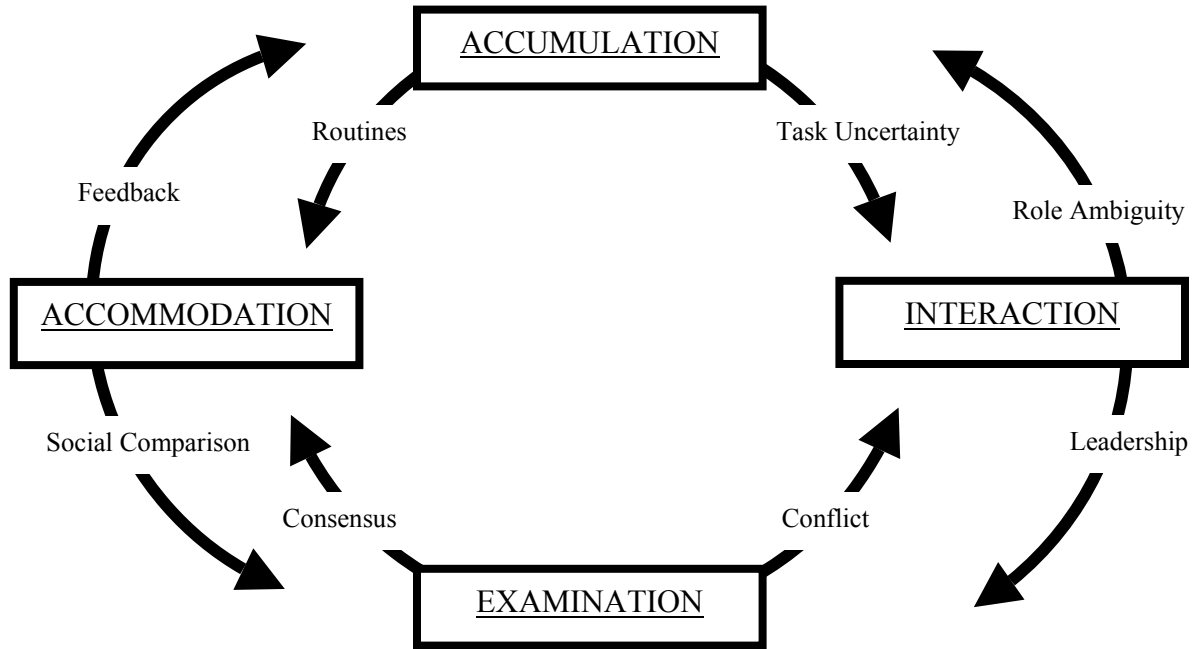 ACCUMULATION
Routines
Task Uncertainty
Feedback
Role Ambiguity
ACCOMMODATION
INTERACTION
Social Comparison
Leadership
Consensus
Conflict
EXAMINATION